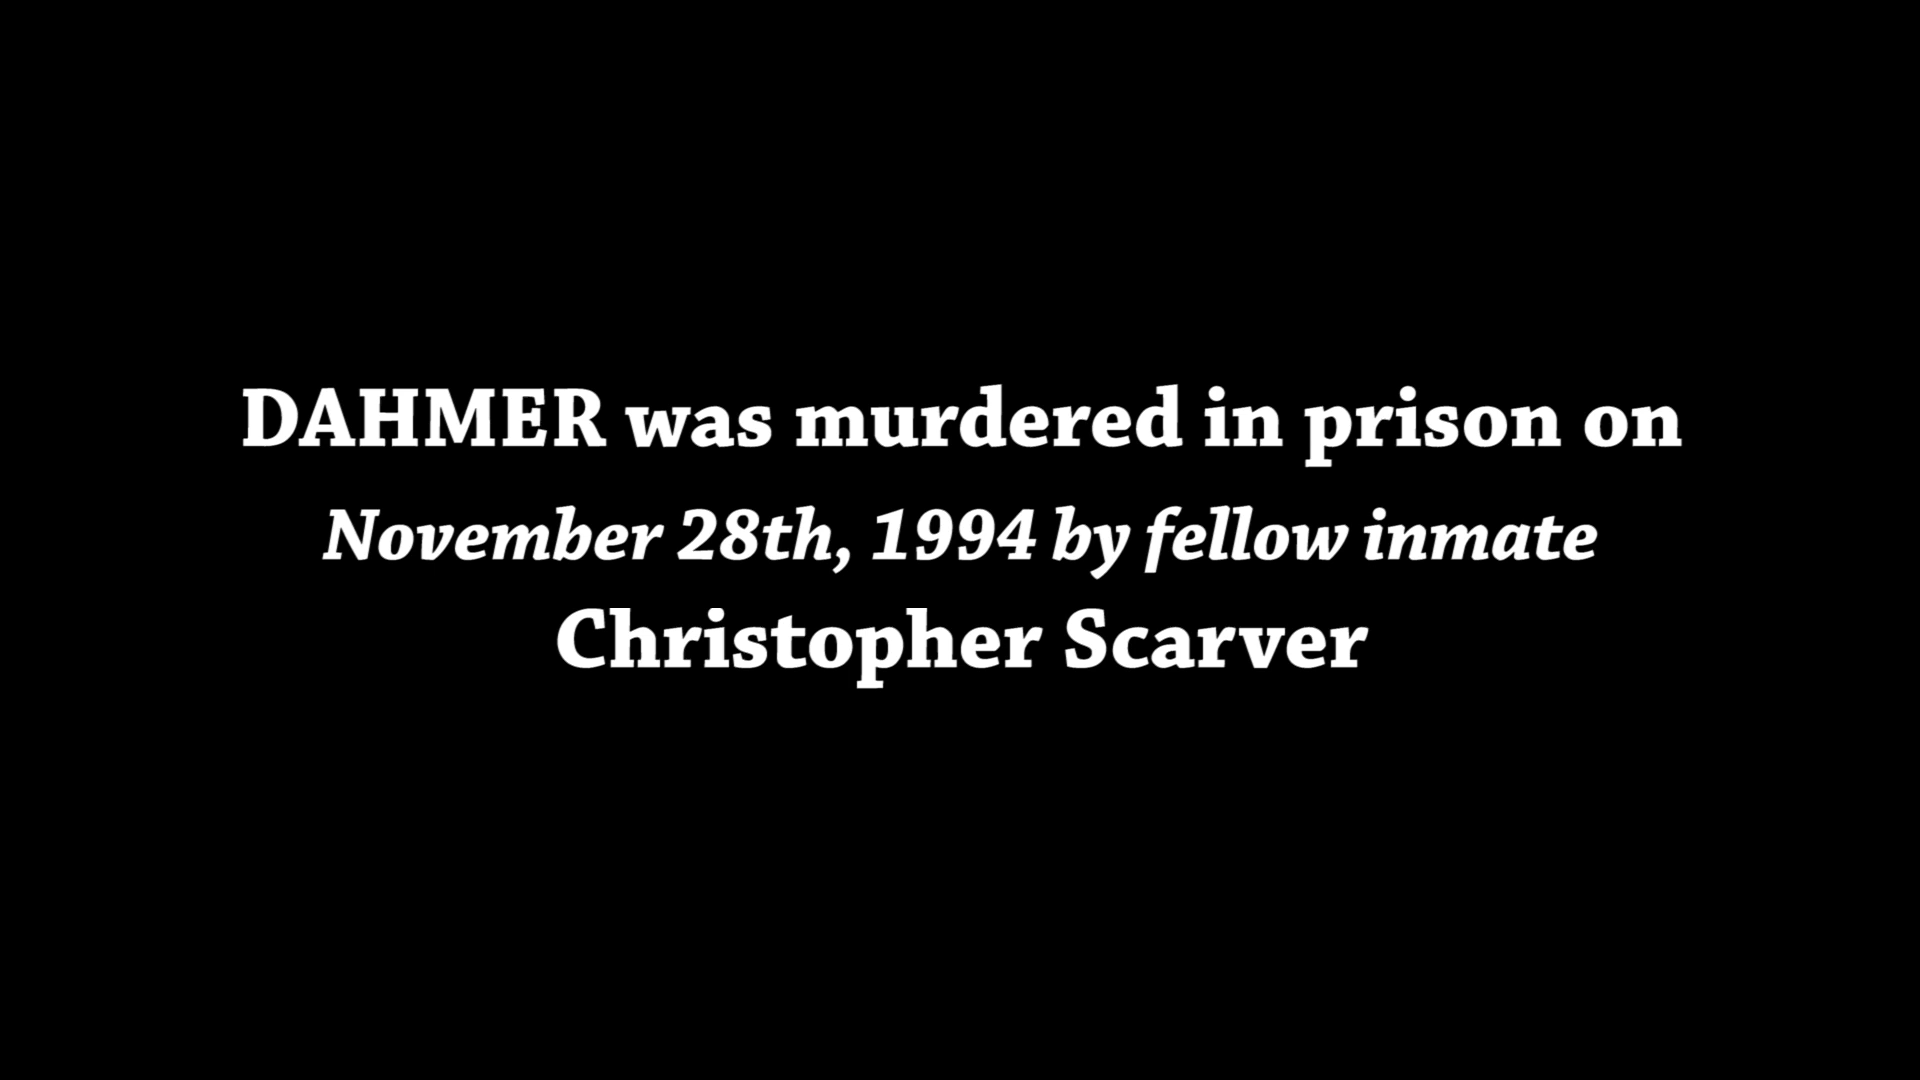 DAHMER was murdered in prison on
November 28th, 1994 by fellow inmate
Christopher Scarver